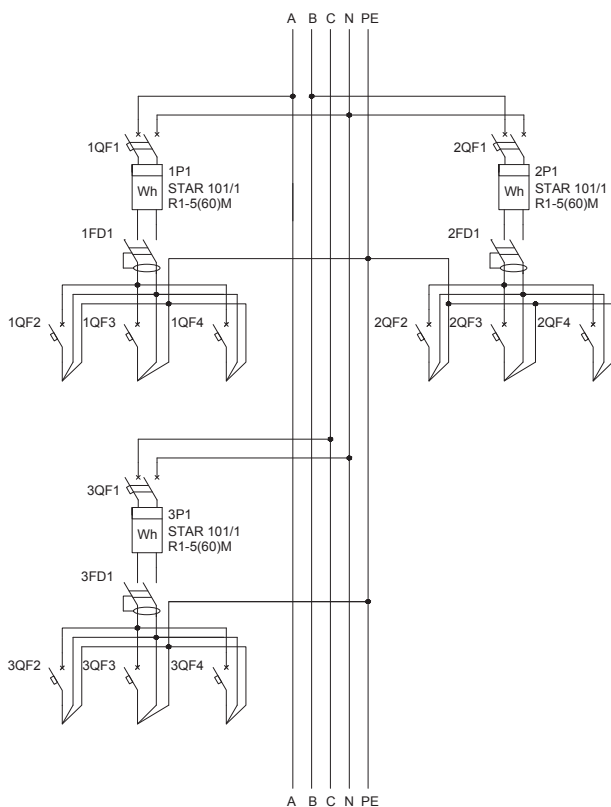 A B C N PE
1QF1
1P1
Wh
STAR 101/1
R1-5(60)M
1FD1
1QF2
1QF3
1QF4
2QF1
2P1
Wh
STAR 101/1
R1-5(60)M
2FD1
2QF2
2QF3
2QF4
3QF1
3P1
Wh
STAR 101/1
R1-5(60)M
3FD1
3QF2
3QF3
3QF4
A B C N PE